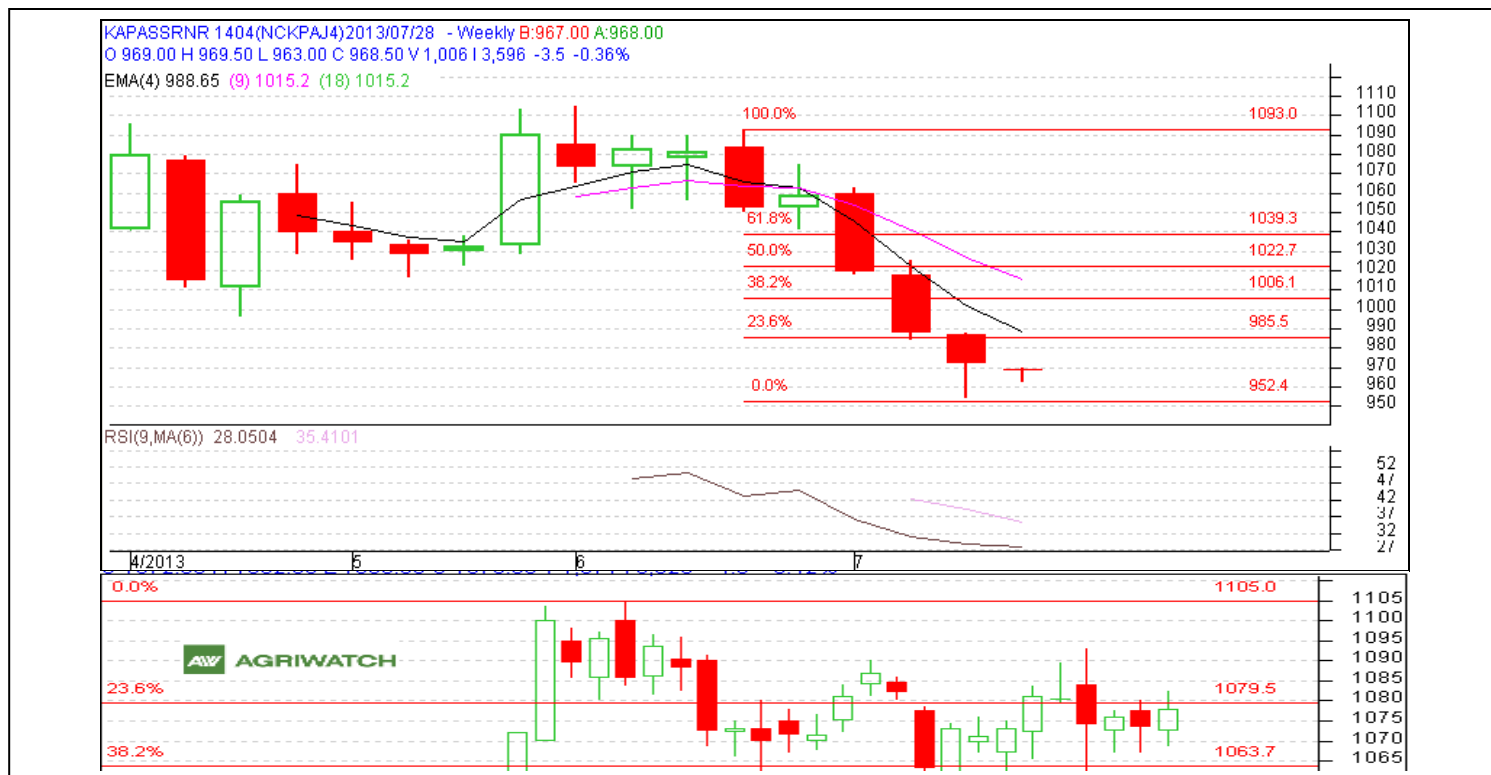 KAPASSRNR 1404(NCKPAJ4)2013/07/28 - Weekly B:967.00 A:968.00
O 969.00 H 969.50 L 963.00 C 968.50 V 1,006 I 3,596 -3.5 -0.36%
EMA(4) 988.65 (9) 1015.2 (18) 1015.2
1110
100.0% 1093.0 1100
1090
1080
1070
1060
1050
61.8% 1039.3 1040
1030
50.0% 1022.7 1020
38.2% 1006.1 1010
1000
23.6% 985.5 990
980
970
0.0% 952.4 960
950
RSI(9,MA(6)) 28.0504 35.4101
52
47
42
37
32
27
4/2013 5 6 7
0.0% 1105.0
1105
1100
1095
AGRIWATCH 1090
1085
23.6% 1079.5 1080
1075
1070
38.2% 1063.7 1065